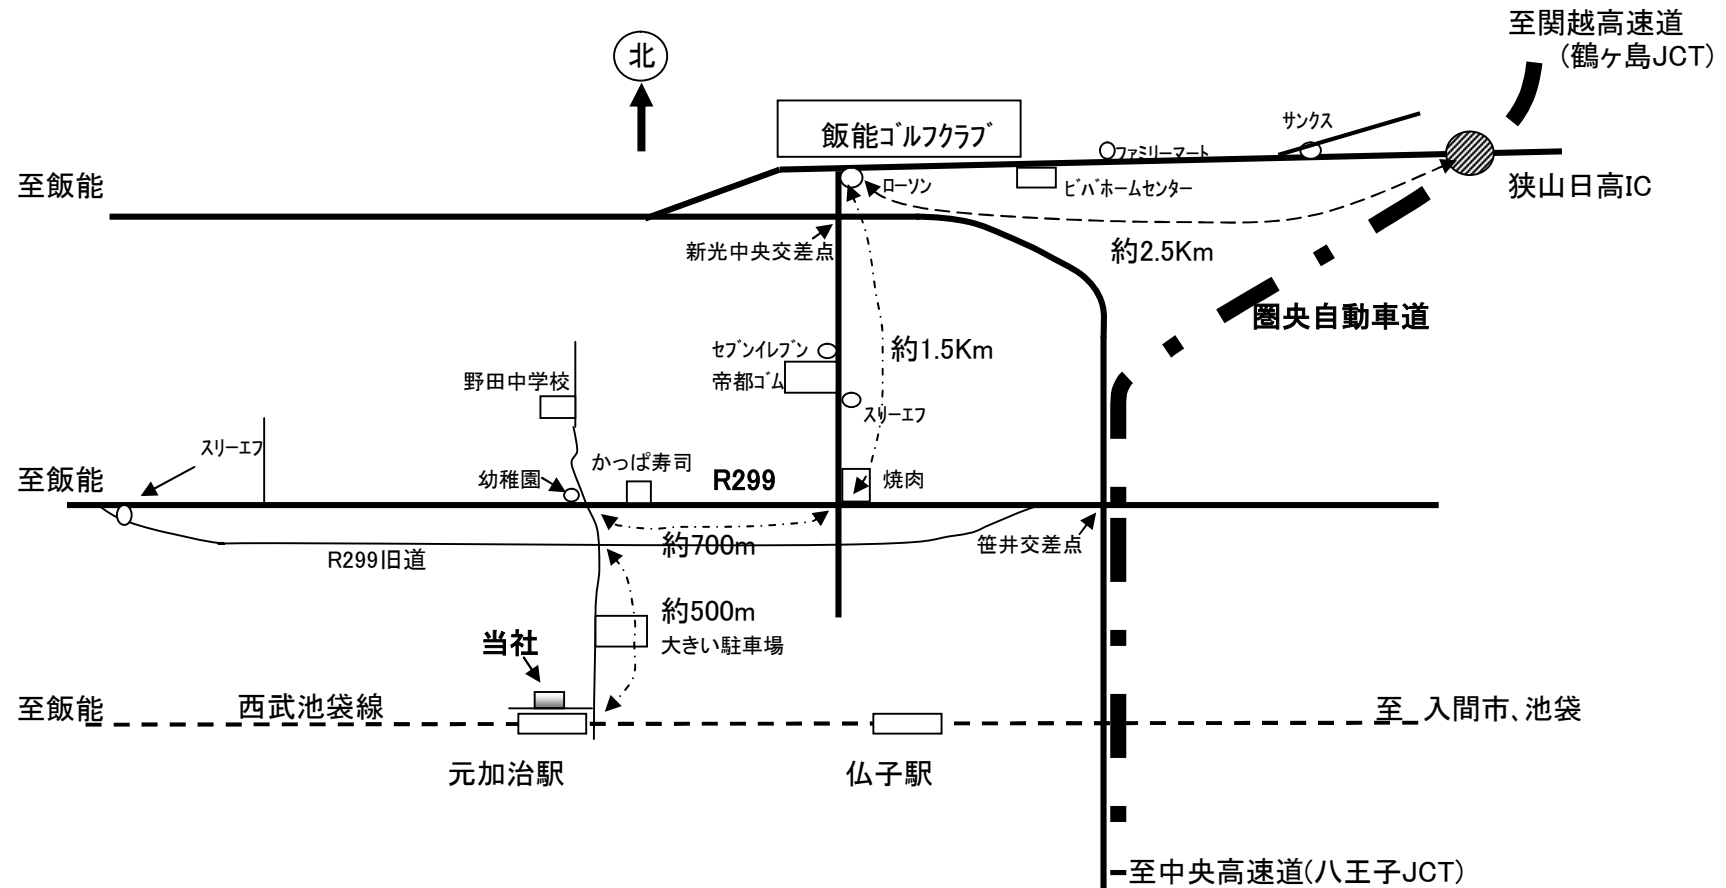 至関越高速道
(鶴ヶ島JCT)
北
サンクス
飯能ｺﾞﾙﾌｸﾗﾌﾞ
ﾌｧﾐﾘｰﾏｰﾄ
至飯能
ローソン
ﾋﾞﾊﾞﾎｰﾑｾﾝﾀｰ
狭山日高IC
新光中央交差点
約2.5Km
圏央自動車道
ｾﾌﾞﾝｲﾚﾌﾞﾝ
約1.5Km
野田中学校
帝都ｺﾞﾑ
ｽﾘｰｴﾌ
ｽﾘｰｴﾌ
至飯能
かっぱ寿司
幼稚園
R299
焼肉
約700m
笹井交差点
R299旧道
約500m
当社
大きい駐車場
至飯能
西武池袋線
至 入間市、池袋
元加治駅
仏子駅
至中央高速道(八王子JCT)